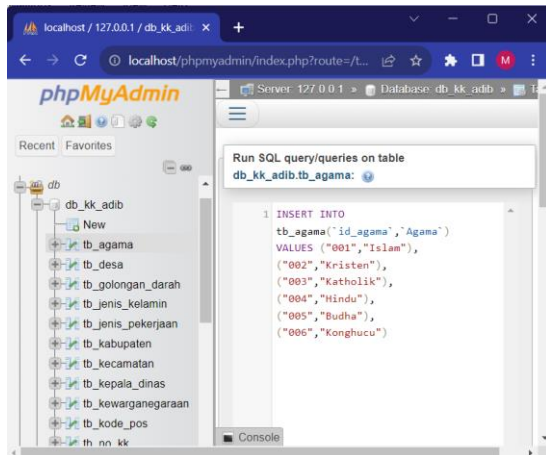 localhost / 127.0.0.1 / db_kk_adib
localhost/phpmyadmin/index.php?route=/t...
M
phpMyAdmin
Recent Favorites
db
db_kk_adib
New
tb_agama
tb_desa
tb_golongan_darah
tb_jenis_kelamin
tb_jenis_pekerjaan
tb_kabupaten
tb_kecamatan
tb_kepala_dinas
tb_kewarganegaraan
tb_kode_pos
tb_no_kk
Server: 127.0.0.1 » Database: db_kk_adib »
Run SQL query/queries on table
db_kk_adib.tb_agama:
1 INSERT INTO
tb_agama(`id_agama`,`Agama`)
VALUES ("001","Islam"),
("002","Kristen"),
("003","Katholik"),
("004","Hindu"),
("005","Budha"),
("006","Konghucu")
Console